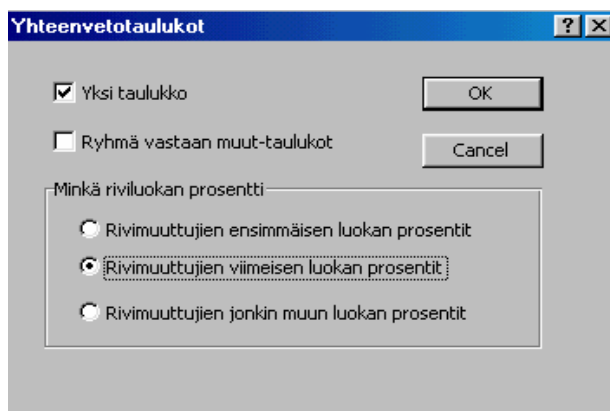 Yhteenvetotaulukot
Yksi taulukko
OK
Ryhmä vastaan muut-taulukot
Cancel
Minkä riviluokan prosentti
Rivimuuttujien ensimmäisen luokan prosentit
Rivimuuttujien viimeisen luokan prosentit
Rivimuuttujien jonkin muun luokan prosentit